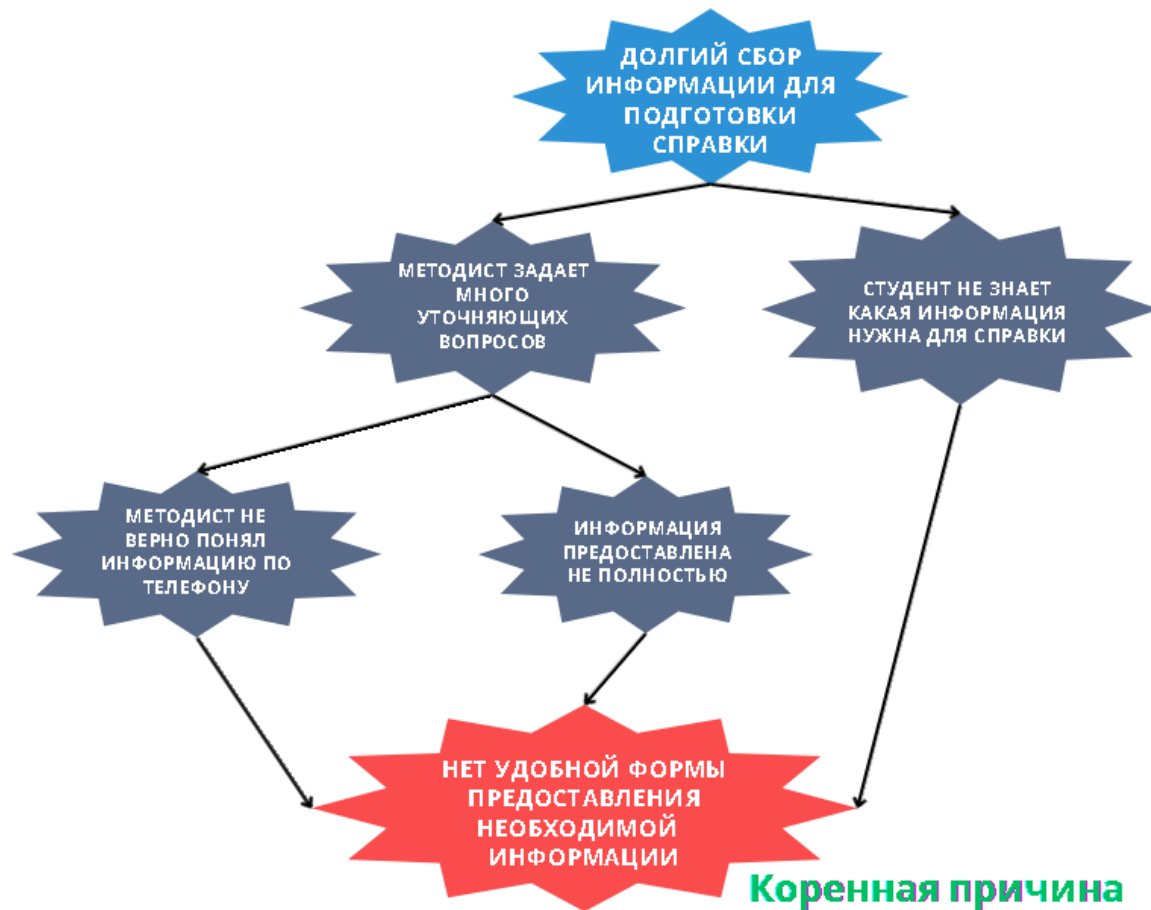 ДОЛГИЙ СБОР
ИНФОРМАЦИИ ДЛЯ
ПОДГОТОВКИ
СПРАВКИ
МЕТОДИСТ ЗАДАЕТ
МНОГО
УТОЧНЯЮЩИХ
ВОПРОСОВ
СТУДЕНТ НЕ ЗНАЕТ
КАКАЯ ИНФОРМАЦИЯ
НУЖНА ДЛЯ СПРАВКИ
МЕТОДИСТ НЕ
ВЕРНО ПОНЯЛ
ИНФОРМАЦИЮ ПО
ТЕЛЕФОНУ
ИНФОРМАЦИЯ
ПРЕДОСТАВЛЕНА
НЕ ПОЛНОСТЬЮ
НЕТ УДОБНОЙ ФОРМЫ
ПРЕДОСТАВЛЕНИЯ
НЕОБХОДИМОЙ
ИНФОРМАЦИИ
Коренная причина